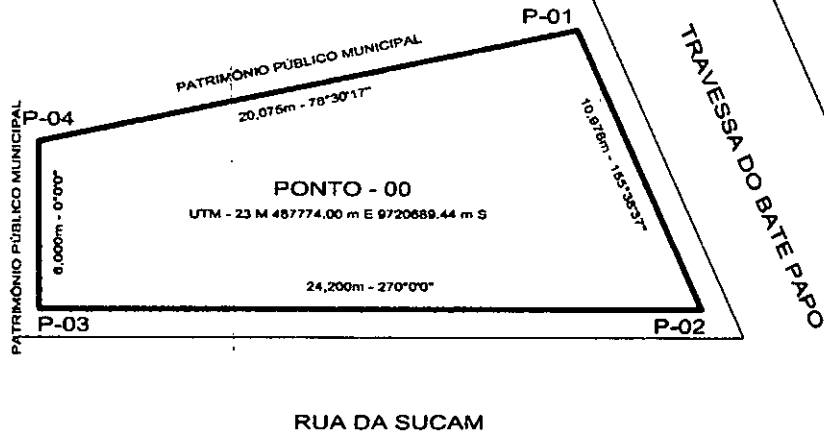 P-01
TRAVESSA DO BATE PAPO
PATRIMÔNIO PÚBLICO MUNICIPAL
20,075m - 78°30'17"
P-04
PATRIMÔNIO PÚBLICO MUNICIPAL
6,000m - 0°0'0"
10,978m - 155°38'37"
PONTO - 00
UTM - 23 M 487774.00 m E 9720689.44 m S
24,200m - 270°0'0"
P-03
P-02
RUA DA SUCAM